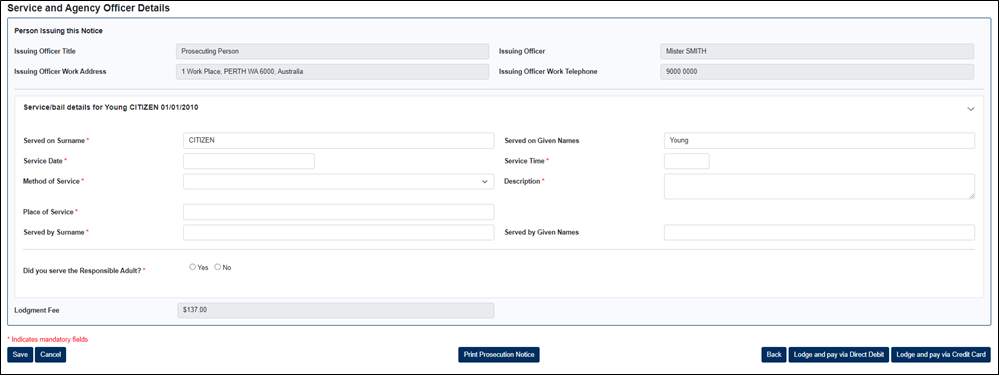 Service and Agency Officer Details
Person Issuing this Notice
Issuing Officer Title Prosecuting Person Issuing Officer Mister SMITH
Issuing Officer Work Address 1 Work Place, PERTH WA 6000, Australia Issuing Officer Work Telephone 9000 0000
Service/bail details for Young CITIZEN 01/01/2010
Served on Surname * CITIZEN Served on Given Names Young
Service Date * Service Time *
Method of Service * Description *
Place of Service *
Served by Surname * Served by Given Names
Did you serve the Responsible Adult? * Yes No
Lodgment Fee $137.00
* Indicates mandatory fields
Save Cancel Print Prosecution Notice Back Lodge and pay via Direct Debit Lodge and pay via Credit Card